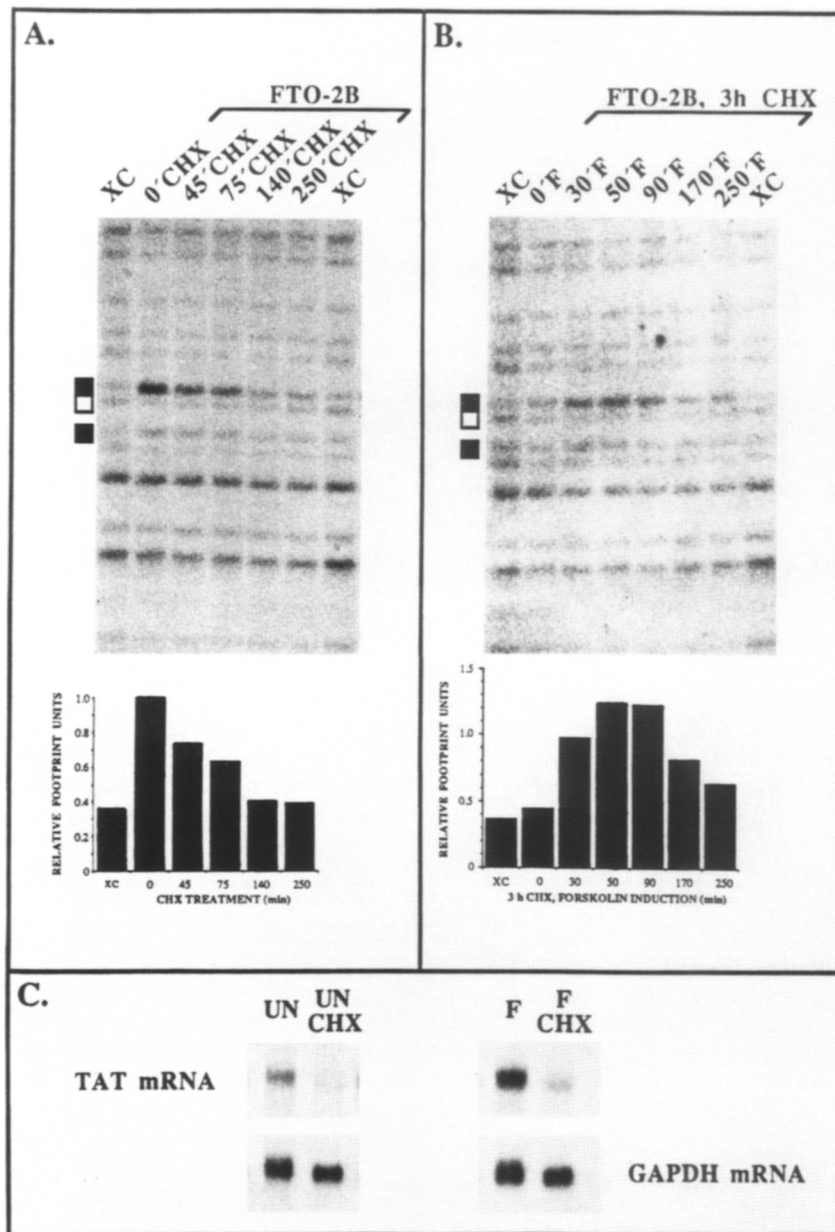 A.
FTO-2B
XC 0´CHX 45´CHX 75´CHX 140´CHX 250´CHX XC
RELATIVE FOOTPRINT UNITS
1.0
0.8
0.6
0.4
0.2
0
XC 0 45 75 140 250
CHX TREATMENT (min)
B.
FTO-2B, 3h CHX
XC 0´F 30´F 50´F 90´F 170´F 250´F XC
RELATIVE FOOTPRINT UNITS
1.5
1.0
0.5
0
XC 0 30 50 90 170 250
3 h CHX, FORSKOLIN INDUCTION (min)
C.
UN UN CHX F F CHX
TAT mRNA
GAPDH mRNA